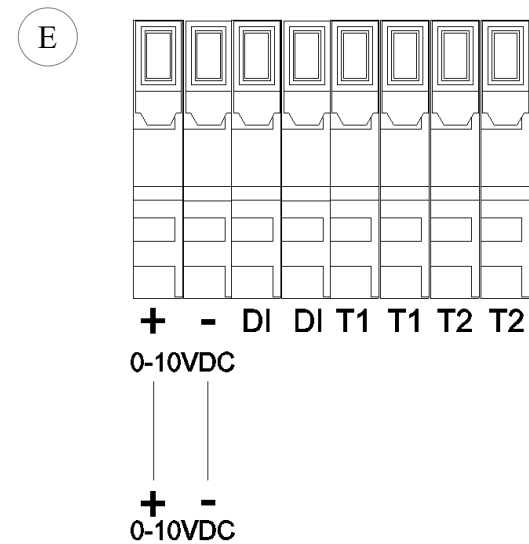 E
+ - DI DI T1 T1 T2 T2
0-10VDC
+ -
0-10VDC